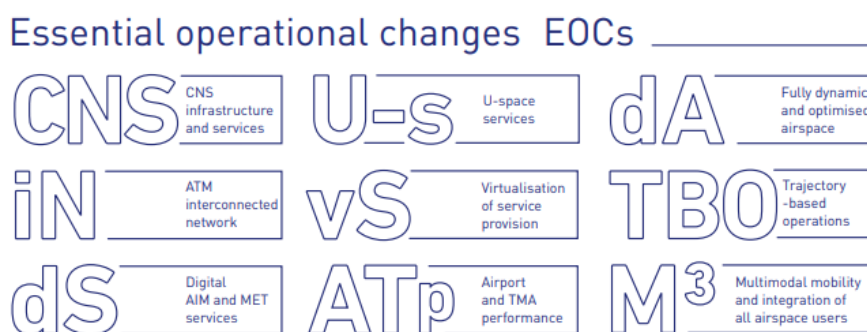 Essential operational changes EOCs
CNS
CNS
infrastructure
and services
U-s
U-space
services
dA
Fully dynamic
and optimised
airspace
iN
ATM
interconnected
network
vS
Virtualisation
of service
provision
TBO
Trajectory
-based
operations
dS
Digital
AIM and MET
services
ATp
Airport
and TMA
performance
M³
Multimodal mobility
and integration of
all airspace users